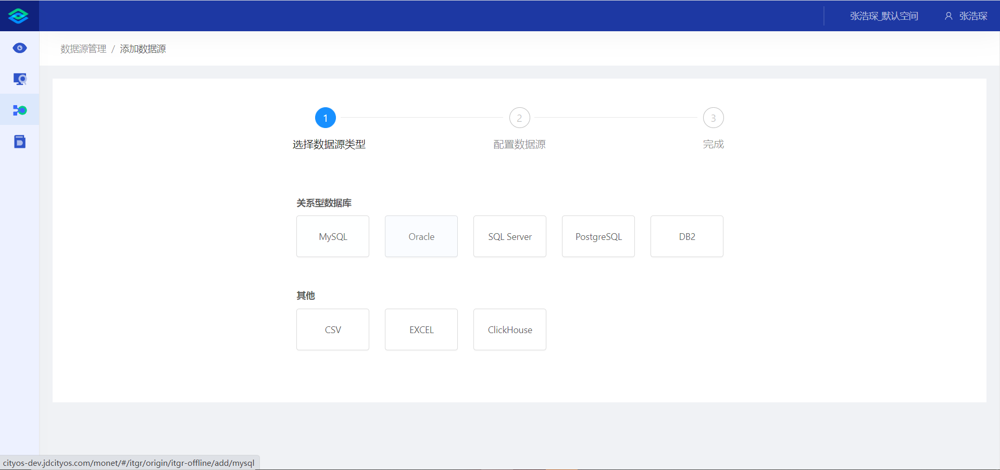 张浩琛_默认空间
张浩琛
数据源管理 / 添加数据源
1
2
3
选择数据源类型
配置数据源
完成
关系型数据库
MySQL
Oracle
SQL Server
PostgreSQL
DB2
其他
CSV
EXCEL
ClickHouse
cityos-dev.jdcityos.com/monet/#/itgr/origin/itgr-offline/add/mysql